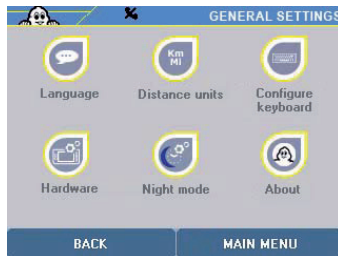 GENERAL SETTINGS
Km
Mi
Language
Distance units
Configure
keyboard
Hardware
Night mode
About
BACK
MAIN MENU